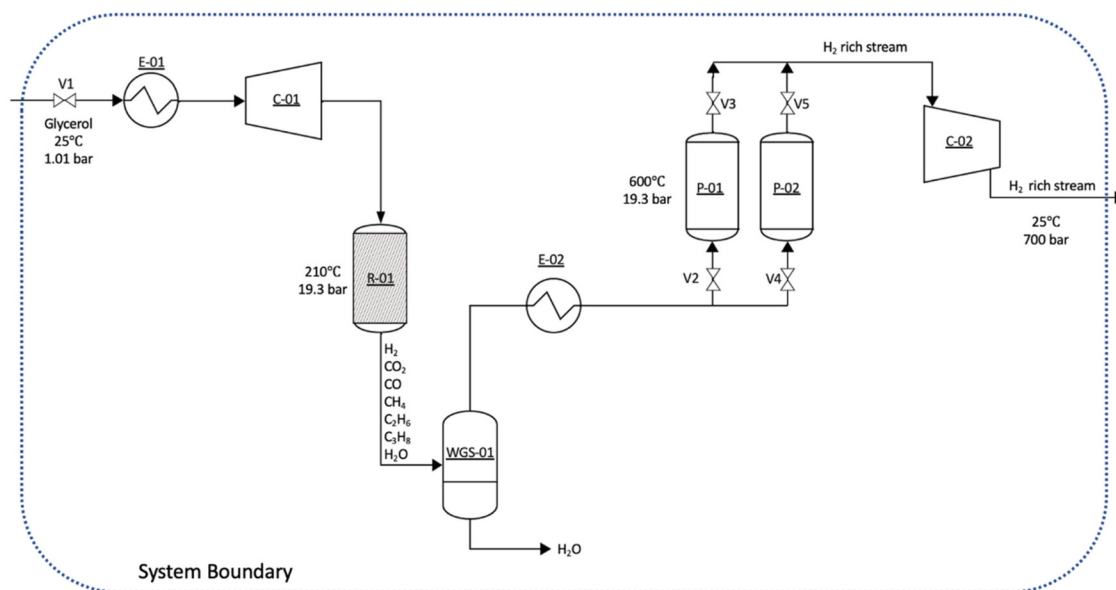 E-01
V1
C-01
Glycerol
25°C
1.01 bar
210°C
19.3 bar
R-01
H₂
CO₂
CO
CH₄
C₂H₆
C₃H₈
H₂O
WGS-01
H₂O
E-02
V2
V4
600°C
19.3 bar
P-01
P-02
V3
V5
H₂ rich stream
C-02
H₂ rich stream
25°C
700 bar
System Boundary